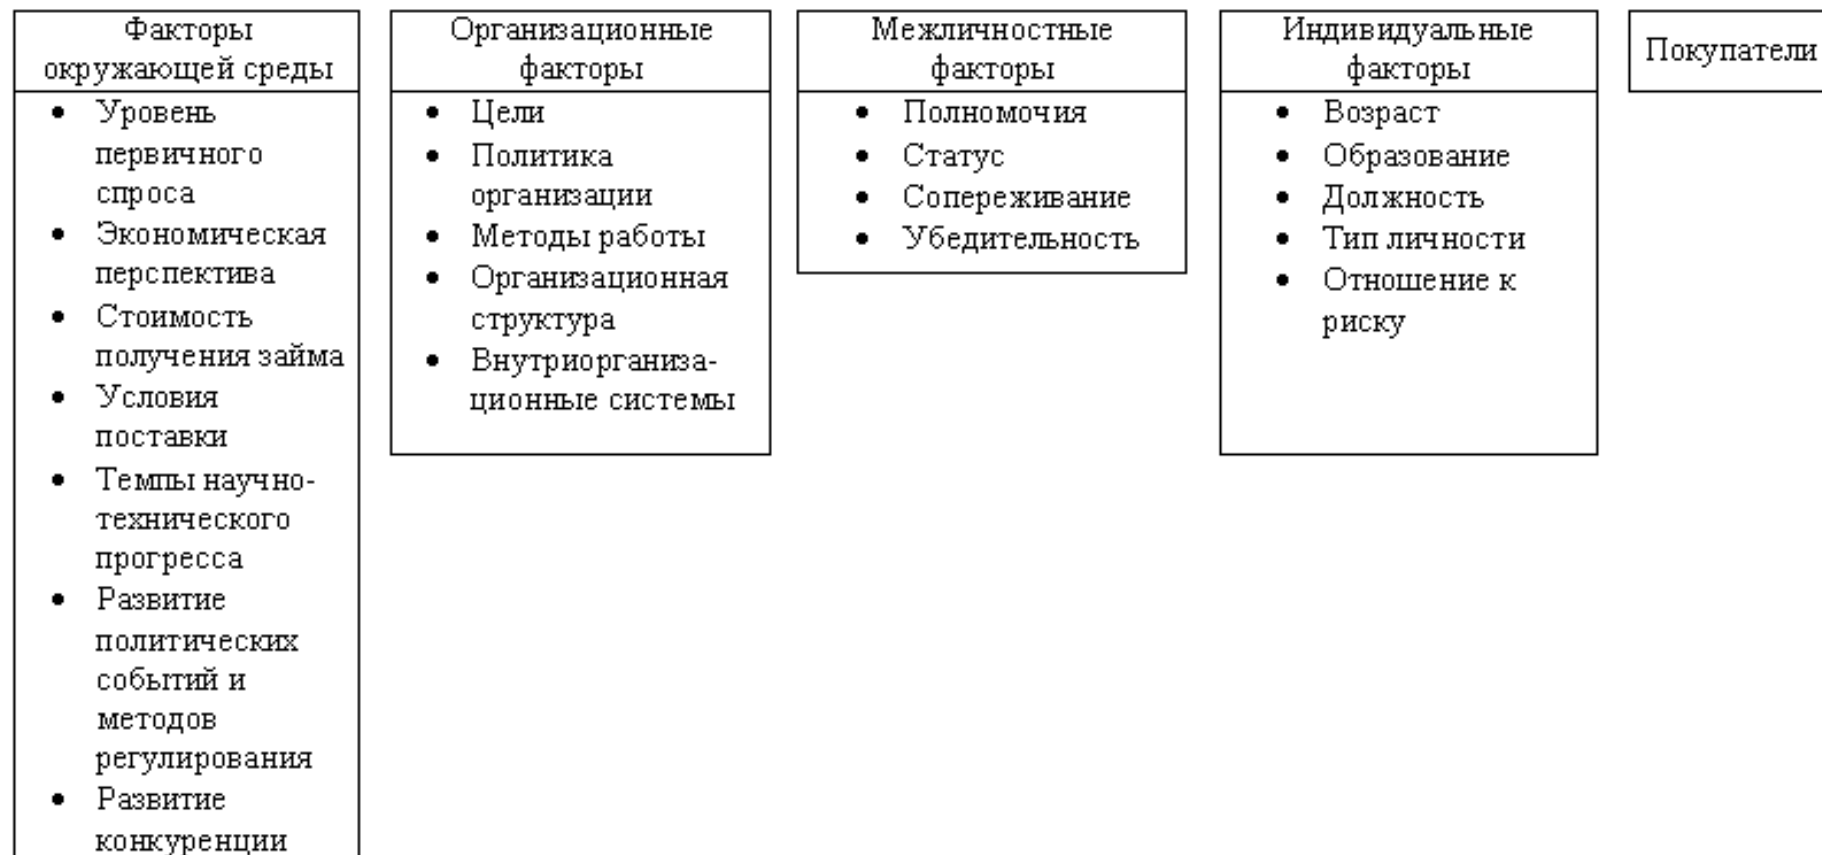 Факторы
окружающей среды
• Уровень
первичного
спроса
• Экономическая
перспектива
• Стоимость
получения займа
• Условия
поставки
• Темпы научно-
технического
прогресса
• Развитие
политических
событий и
методов
регулирования
• Развитие
конкуренции
Организационные
факторы
• Цели
• Политика
организации
• Методы работы
• Организационная
структура
• Внутриорганиза-
ционные системы
Межличностные
факторы
• Полномочия
• Статус
• Сопереживание
• Убедительность
Индивидуальные
факторы
• Возраст
• Образование
• Должность
• Тип личности
• Отношение к
риску
Покупатели